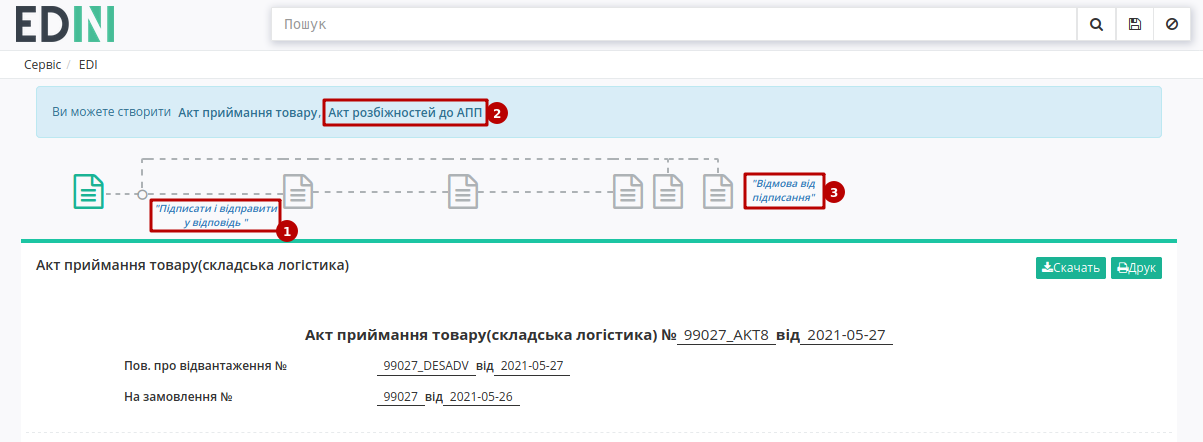 EDIN
Пошук
Сервіс / EDI
Ви можете створити Акт приймання товару, Акт розбіжностей до АПП 2
"Підписати і відправити
у відповідь "
1
"Відмова від
підписання"
3
Акт приймання товару(складська логістика)
Скачать Друк
Акт приймання товару(складська логістика) № 99027_AKT8 від 2021-05-27
Пов. про відвантаження № 99027_DESADV від 2021-05-27
На замовлення № 99027 від 2021-05-26